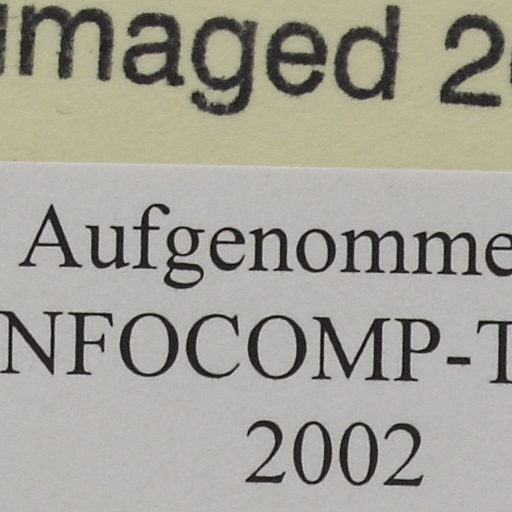 imaged 2
Aufgenomme
NFOCOMP-T
2002